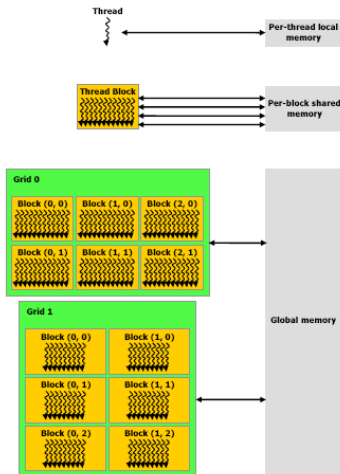 Thread
Per-thread local
memory
Thread Block
Per-block shared
memory
Grid 0
Block (0, 0) Block (1, 0) Block (2, 0)
Block (0, 1) Block (1, 1) Block (2, 1)
Grid 1
Block (0, 0) Block (1, 0)
Global memory
Block (0, 1) Block (1, 1)
Block (0, 2) Block (1, 2)